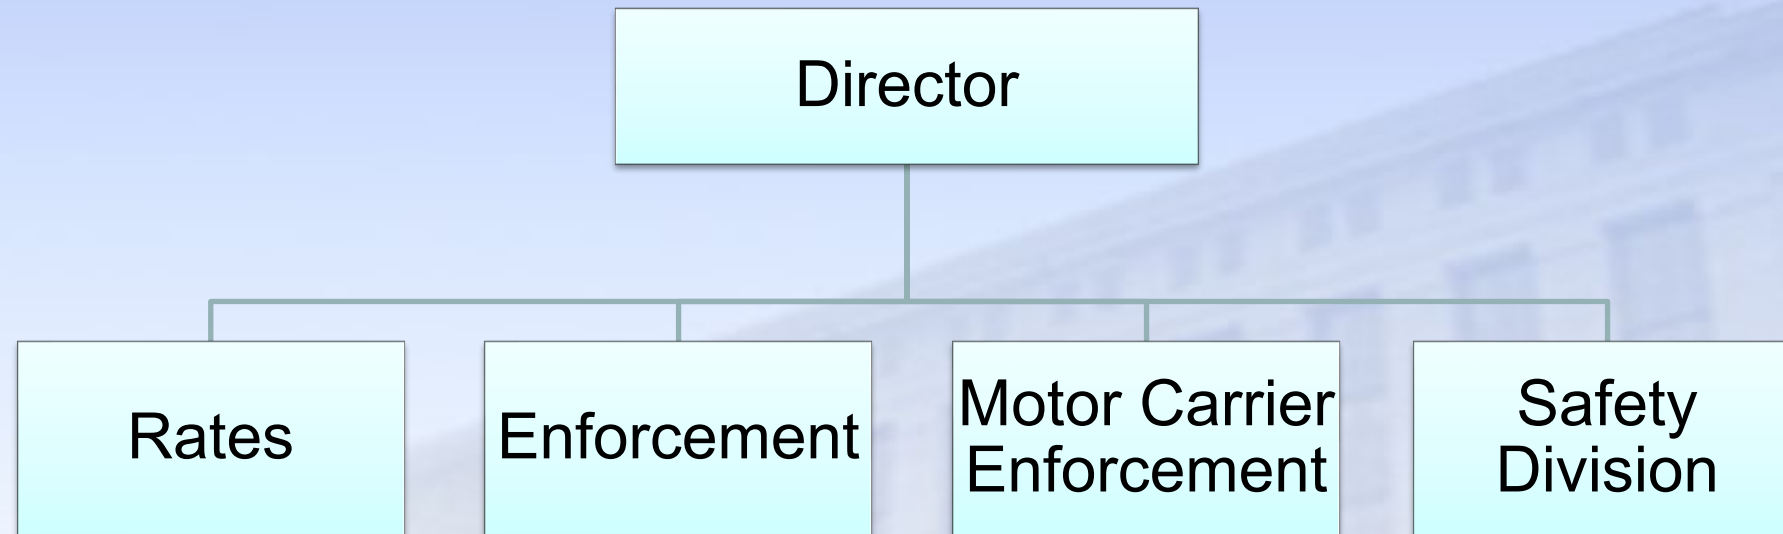 Director
Rates
Enforcement
Motor Carrier
Enforcement
Safety
Division